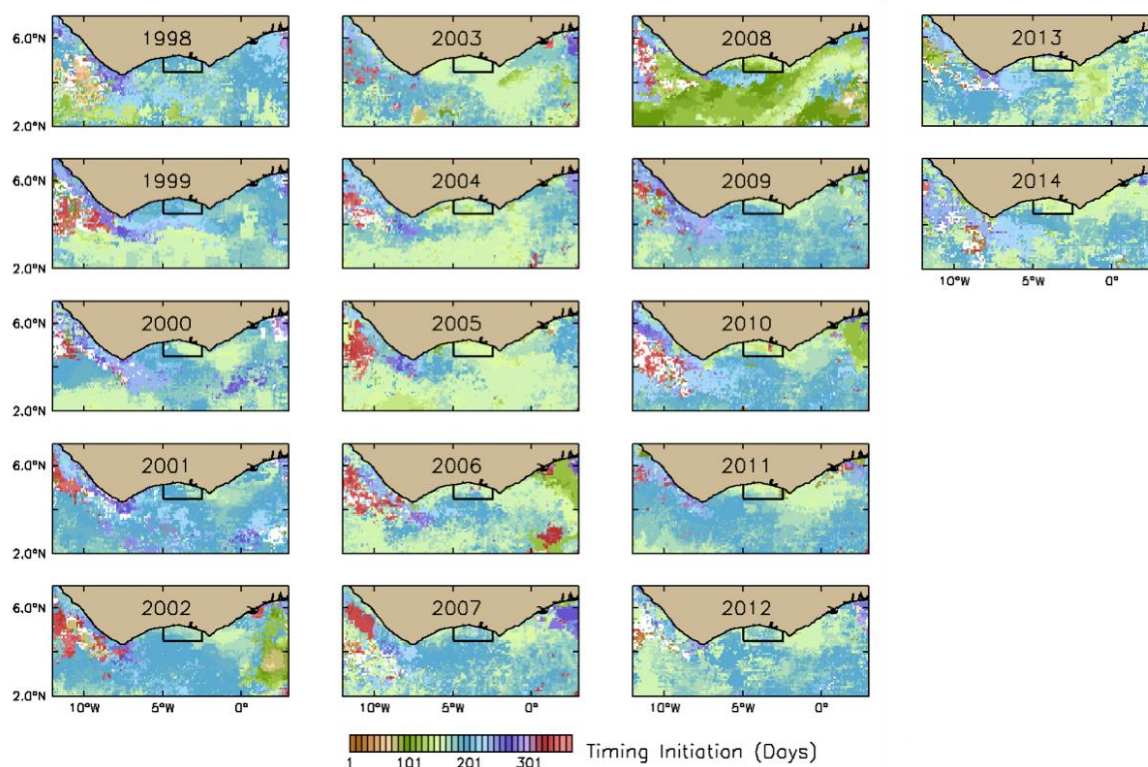 6.0°N 1998 2003 2008 2013
2.0°N
6.0°N 1999 2004 2009 2014
2.0°N 10°W 5°W 0°
6.0°N 2000 2005 2010
2.0°N
6.0°N 2001 2006 2011
2.0°N
6.0°N 2002 2007 2012
2.0°N
10°W 5°W 0° 10°W 5°W 0° 10°W 5°W 0°
1 101 201 301 Timing Initiation (Days)